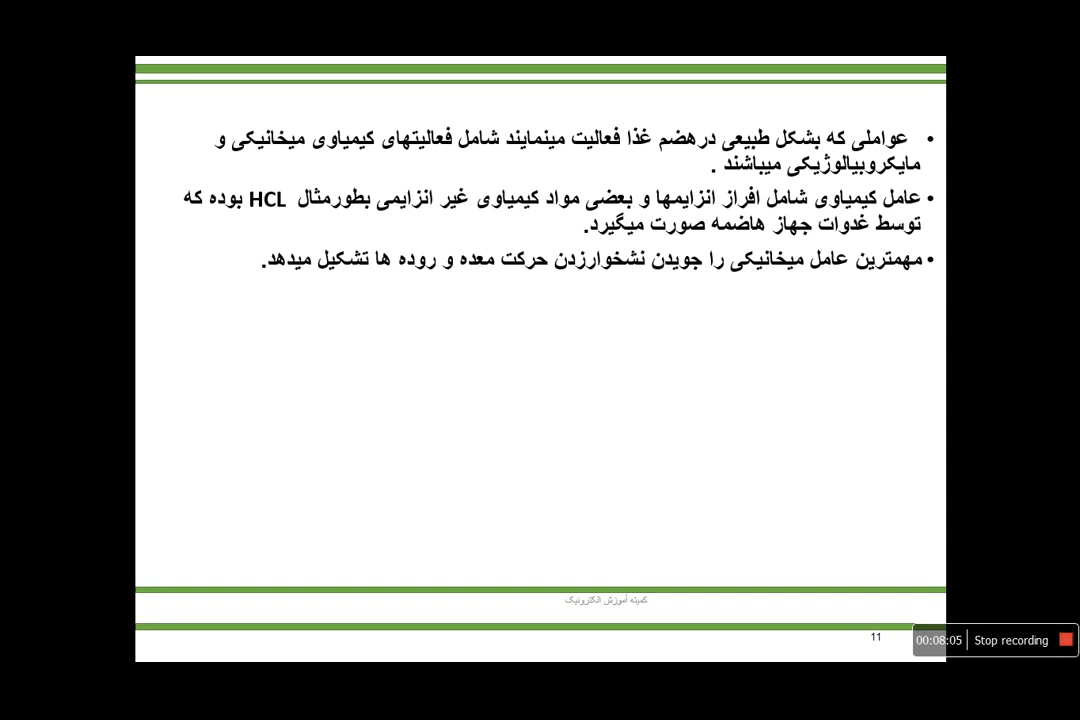 • عواملی که بشکل طبیعی درهضم غذا فعالیت مینمایند شامل فعالیتهای کیمیاوی میخانیکی و
مایکروبیالوژیکی میباشند .
• عامل کیمیاوی شامل افراز انزایمها و بعضی مواد کیمیاوی غیر انزایمی بطورمثال HCL بوده که
توسط غدوات جهاز هاضمه صورت میگیرد.
• مهمترین عامل میخانیکی را جویدن نشخوارزدن حرکت معده و روده ها تشکیل میدهد.
کمیته آموزش الکترونیک
11
00:08:05 Stop recording